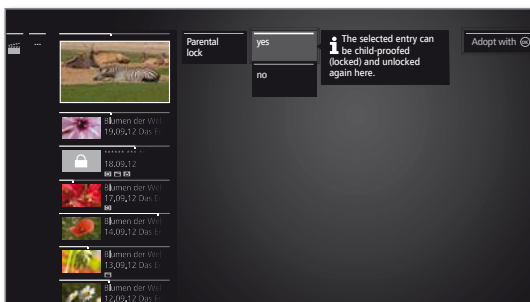 ...
Parental
lock
yes
no
The selected entry can
be child-proofed
(locked) and unlocked
again here.
Adopt with OK
Blumen der Wel
19.09.12 Das E
****** *** **
18.09.12
Blumen der Wel
17.09.12 Das E
Blumen der Wel
14.09.12 Das E
Blumen der Wel
13.09.12 Das E
Blumen der Wel
12.09.12 Das E